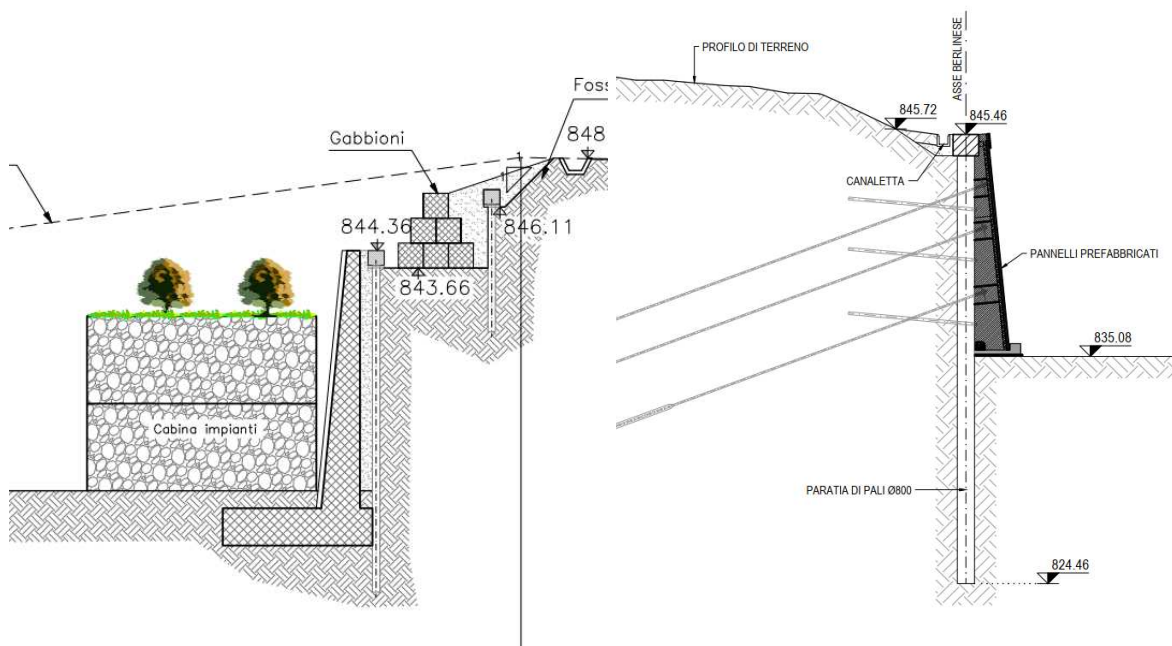 Foss
848
Gabbioni
844.36
846.11
843.66
Cabina impianti
PROFILO DI TERRENO
ASSE BERLINESE
845.72
845.46
CANALETTA
PANNELLI PREFABBRICATI
835.08
PARATIA DI PALI Ø800
824.46